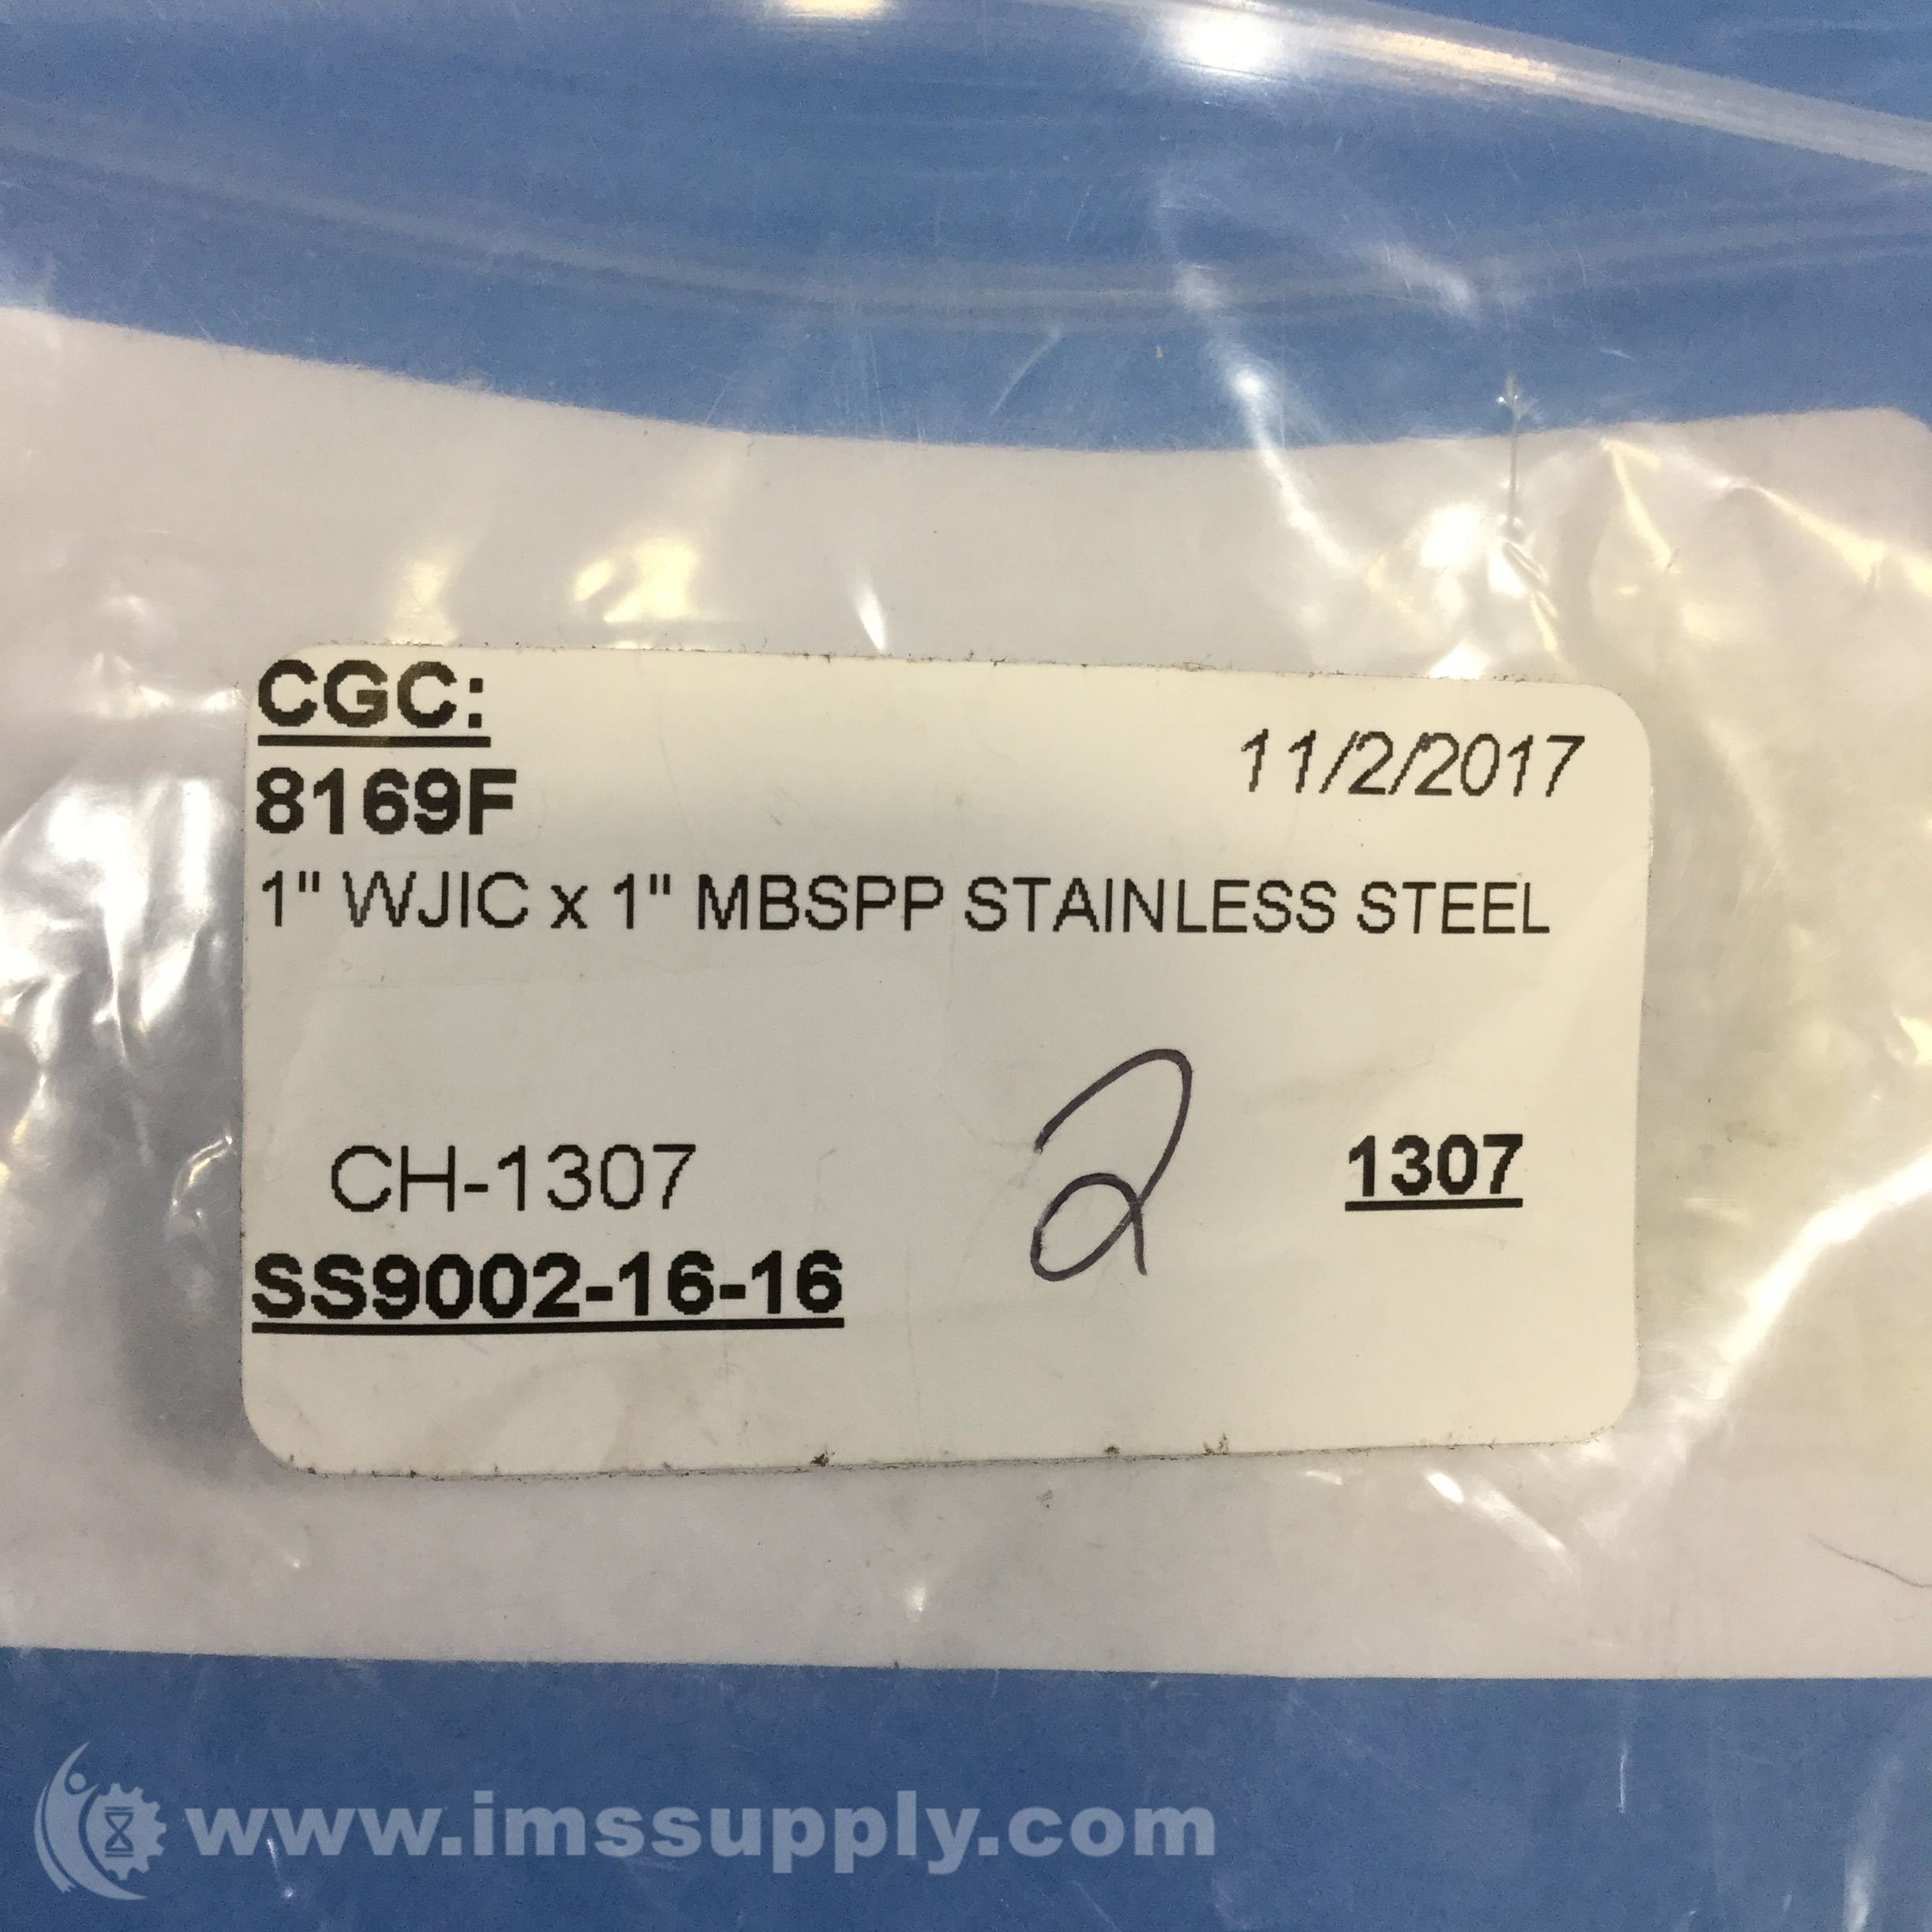 CGC:
11/2/2017
8169F
1" WJIC x 1" MBSPP STAINLESS STEEL
CH-1307
2
1307
SS9002-16-16
www.imssupply.com